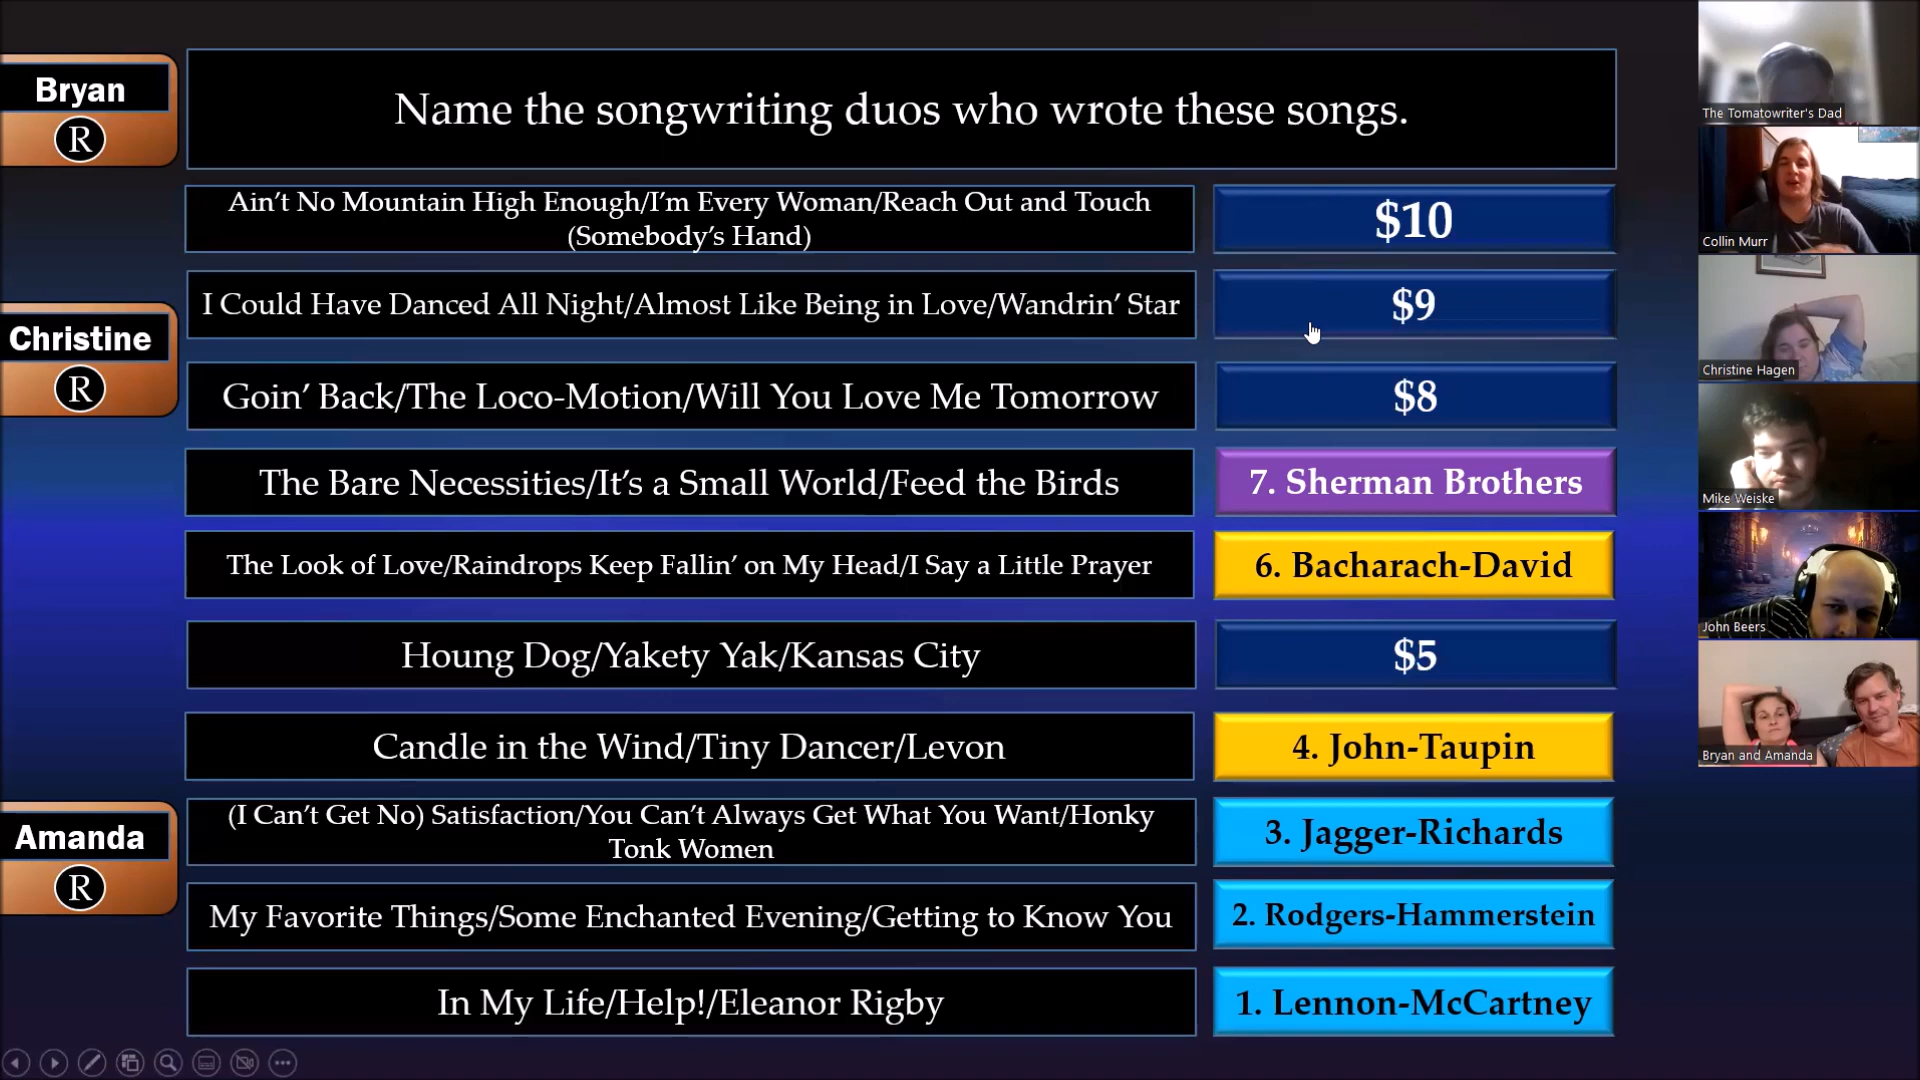 Name the songwriting duos who wrote these songs.
Bryan
R
Ain't No Mountain High Enough/I'm Every Woman/Reach Out and Touch
(Somebody's Hand)
$10
I Could Have Danced All Night/Almost Like Being in Love/Wandrin' Star
$9
Christine
R
Goin' Back/The Loco-Motion/Will You Love Me Tomorrow
$8
The Bare Necessities/It's a Small World/Feed the Birds
7. Sherman Brothers
The Look of Love/Raindrops Keep Fallin' on My Head/I Say a Little Prayer
6. Bacharach-David
Houng Dog/Yakety Yak/Kansas City
$5
Candle in the Wind/Tiny Dancer/Levon
4. John-Taupin
Amanda
R
(I Can't Get No) Satisfaction/You Can't Always Get What You Want/Honky
Tonk Women
3. Jagger-Richards
My Favorite Things/Some Enchanted Evening/Getting to Know You
2. Rodgers-Hammerstein
In My Life/Help!/Eleanor Rigby
1. Lennon-McCartney
The Tomatowriter's Dad
Collin Murr
Christine Hagen
Mike Weiske
John Beers
Bryan and Amanda